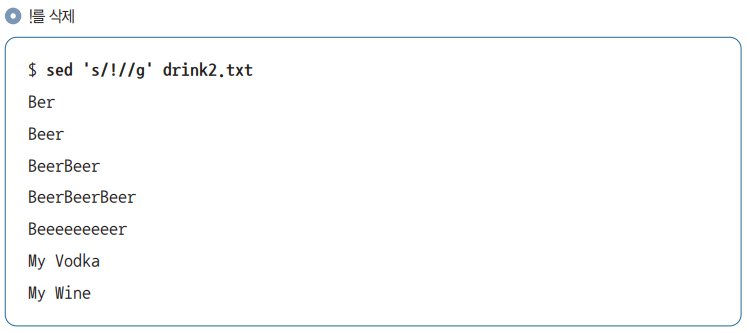 !를 삭제
$ sed 's/!//g' drink2.txt
Ber
Beer
BeerBeer
BeerBeerBeer
Beeeeeeeeer
My Vodka
My Wine